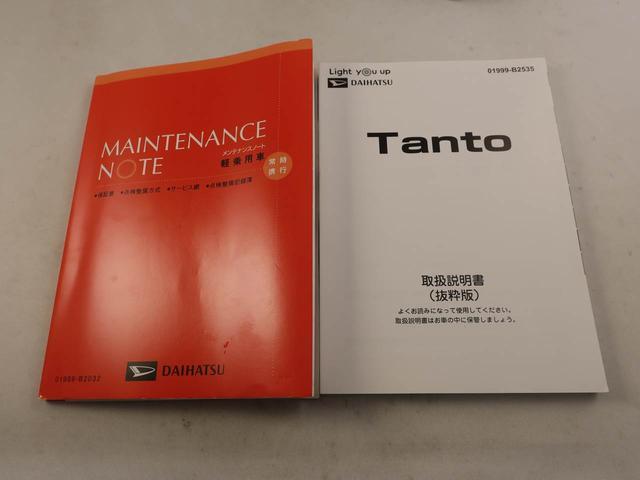 MAINTENANCE
NOTE
メンテナンスノート
軽乗用車
常時
携行
•保証書 •点検整備方式 •サービス網 •点検整備記録簿
DAIHATSU
01999-B2032
Light you up
DAIHATSU
01999-B2535
Tanto
取扱説明書
（抜粋版）
よくお読みになって使用してください。
取扱説明書はお車の中に保管しましょう。